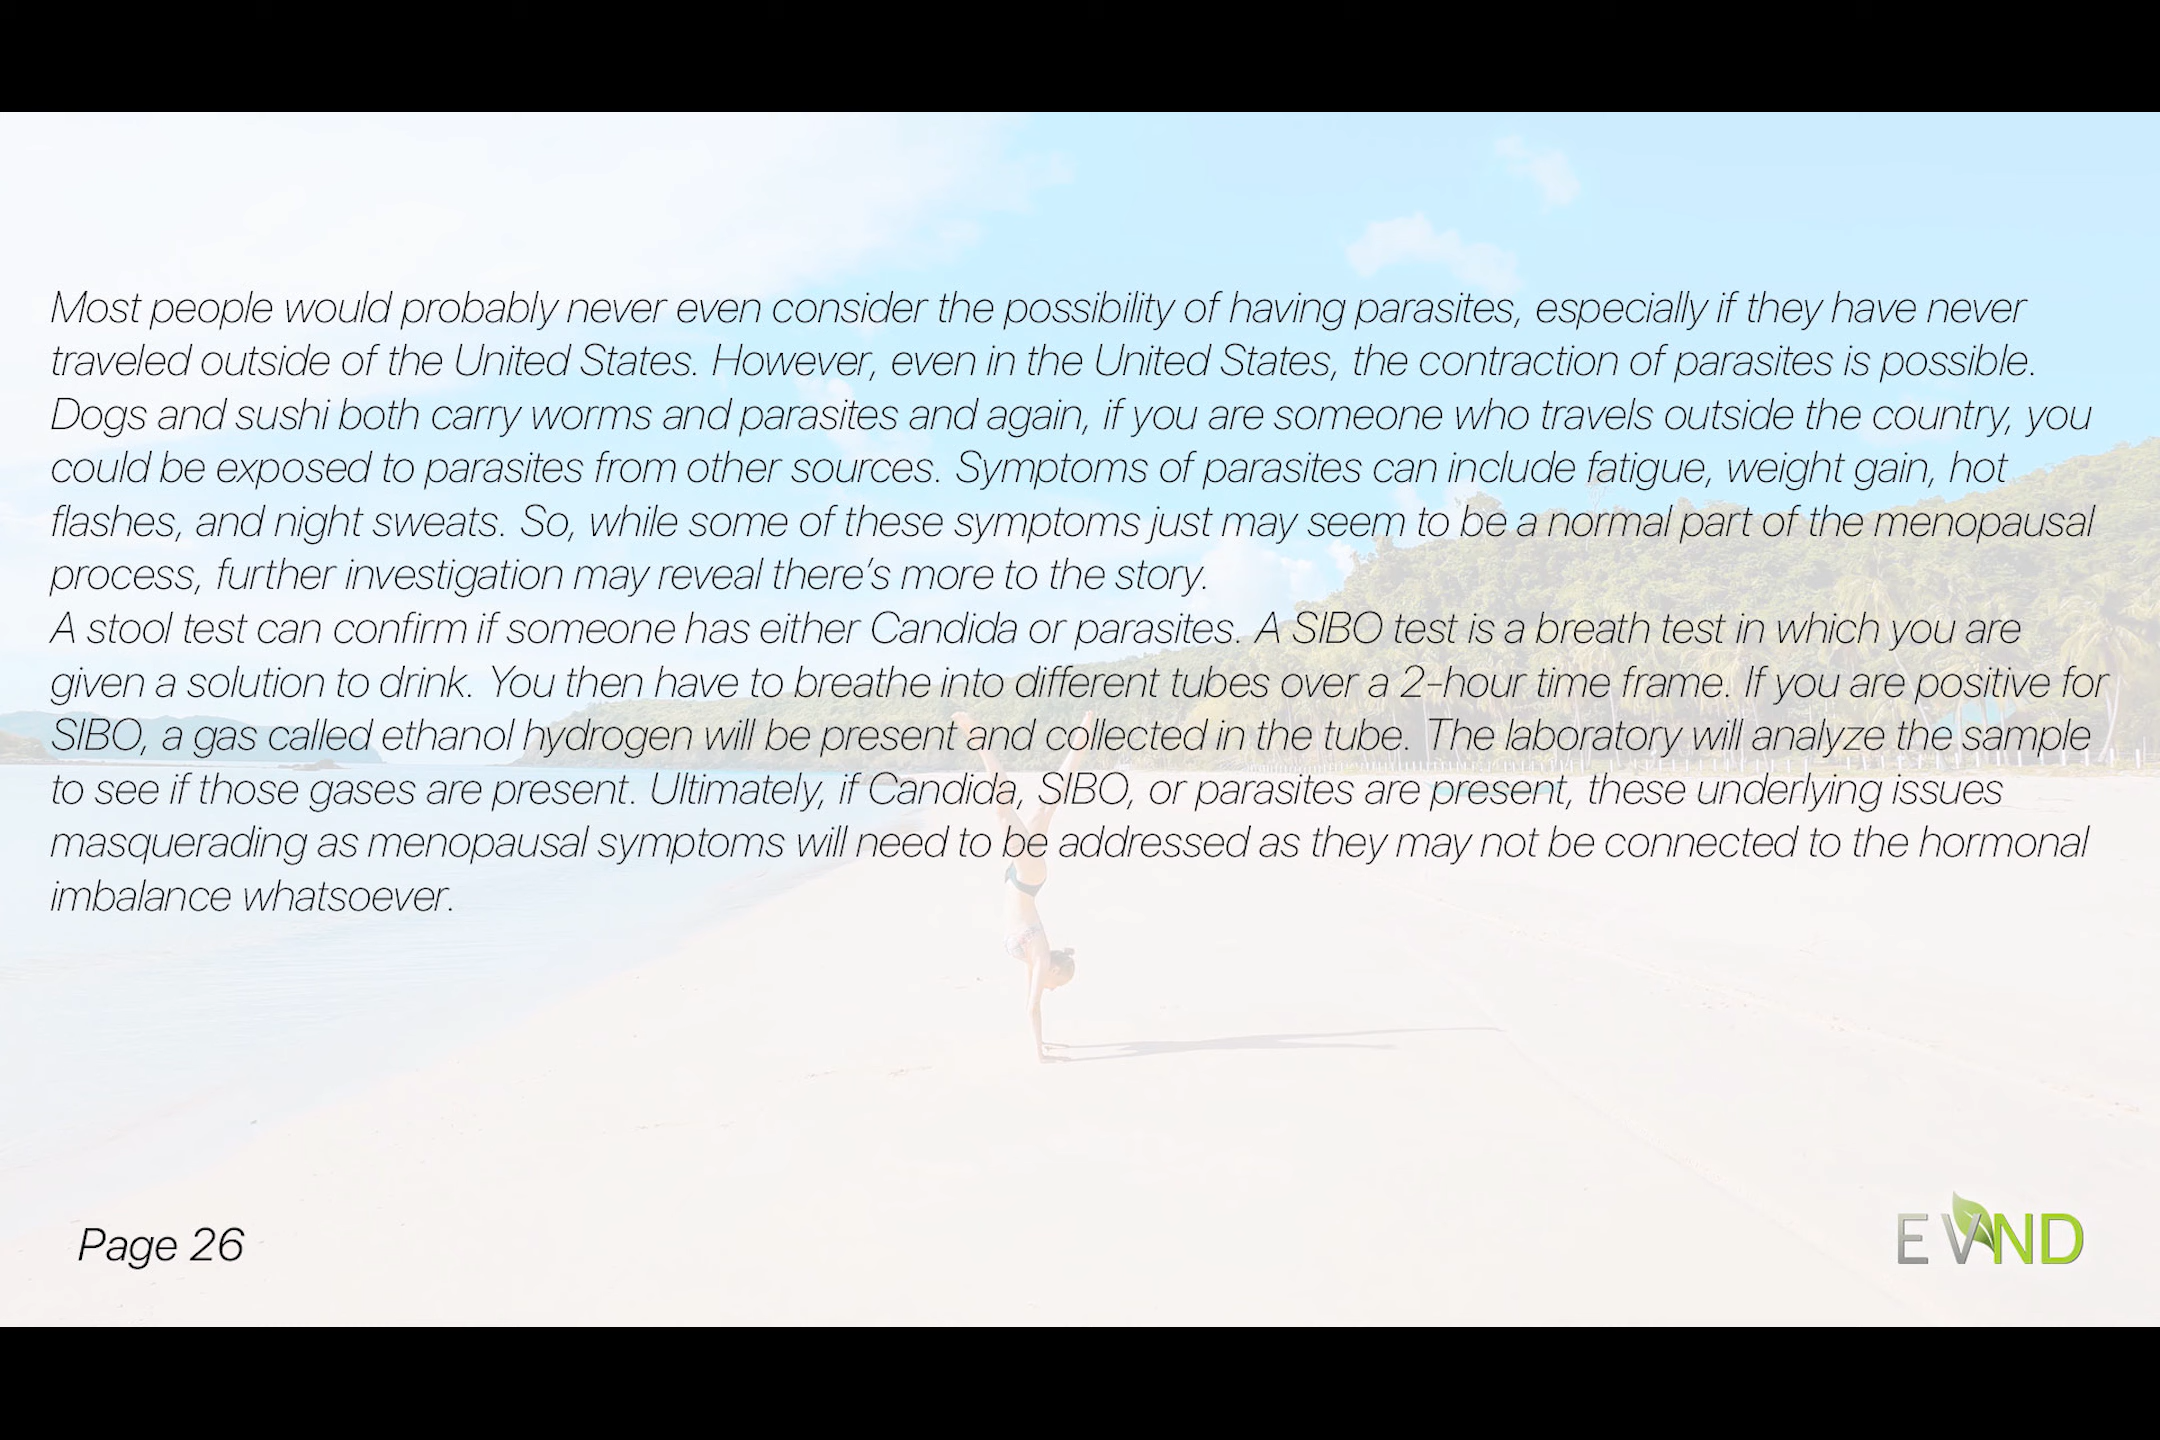 Most people would probably never even consider the possibility of having parasites, especially if they have never
traveled outside of the United States. However, even in the United States, the contraction of parasites is possible.
Dogs and sushi both carry worms and parasites and again, if you are someone who travels outside the country, you
could be exposed to parasites from other sources. Symptoms of parasites can include fatigue, weight gain, hot
flashes, and night sweats. So, while some of these symptoms just may seem to be a normal part of the menopausal
process, further investigation may reveal there’s more to the story.
A stool test can confirm if someone has either Candida or parasites. A SIBO test is a breath test in which you are
given a solution to drink. You then have to breathe into different tubes over a 2-hour time frame. If you are positive for
SIBO, a gas called ethanol hydrogen will be present and collected in the tube. The laboratory will analyze the sample
to see if those gases are present. Ultimately, if Candida, SIBO, or parasites are present, these underlying issues
masquerading as menopausal symptoms will need to be addressed as they may not be connected to the hormonal
imbalance whatsoever.
Page 26
EVND